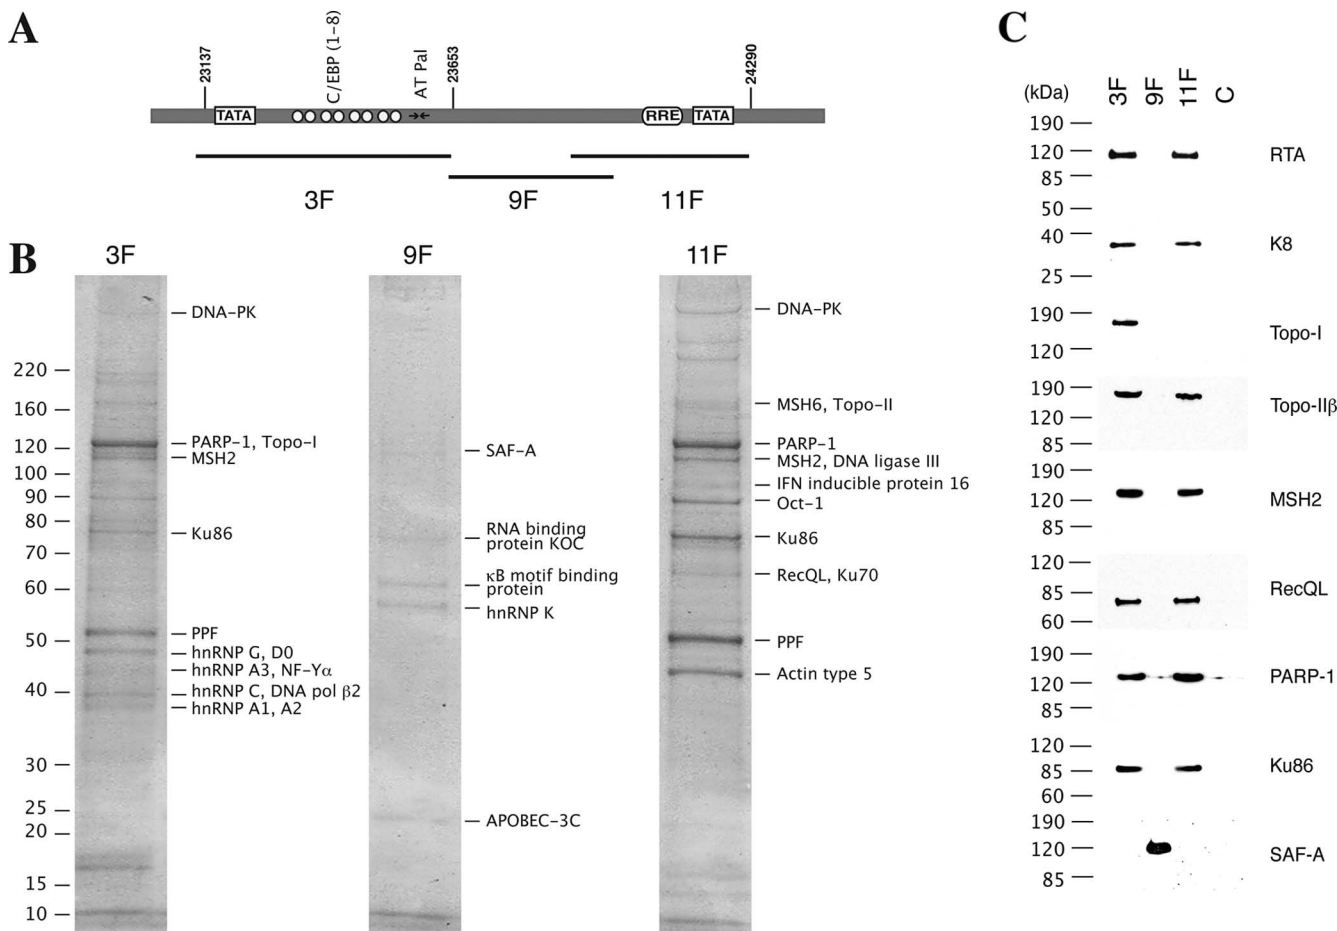 A
23137
C/EBP (1-8)
AT Pal
23653
24290
TATA
RRE
TATA
3F
9F
11F
B
3F
220
160
120
100
90
80
70
60
50
40
30
25
20
15
10
DNA-PK
PARP-1, Topo-I
MSH2
Ku86
PPF
hnRNP G, D0
hnRNP A3, NF-Yα
hnRNP C, DNA pol β2
hnRNP A1, A2
9F
SAF-A
RNA binding
protein KOC
κB motif binding
protein
hnRNP K
APOBEC-3C
11F
DNA-PK
MSH6, Topo-II
PARP-1
MSH2, DNA ligase III
IFN inducible protein 16
Oct-1
Ku86
RecQL, Ku70
PPF
Actin type 5
C
(kDa)
3F
9F
11F
C
190
120
85
RTA
50
40
25
K8
190
120
Topo-I
190
120
85
Topo-IIβ
190
120
85
MSH2
120
85
60
RecQL
190
120
85
PARP-1
120
85
60
Ku86
190
120
85
SAF-A